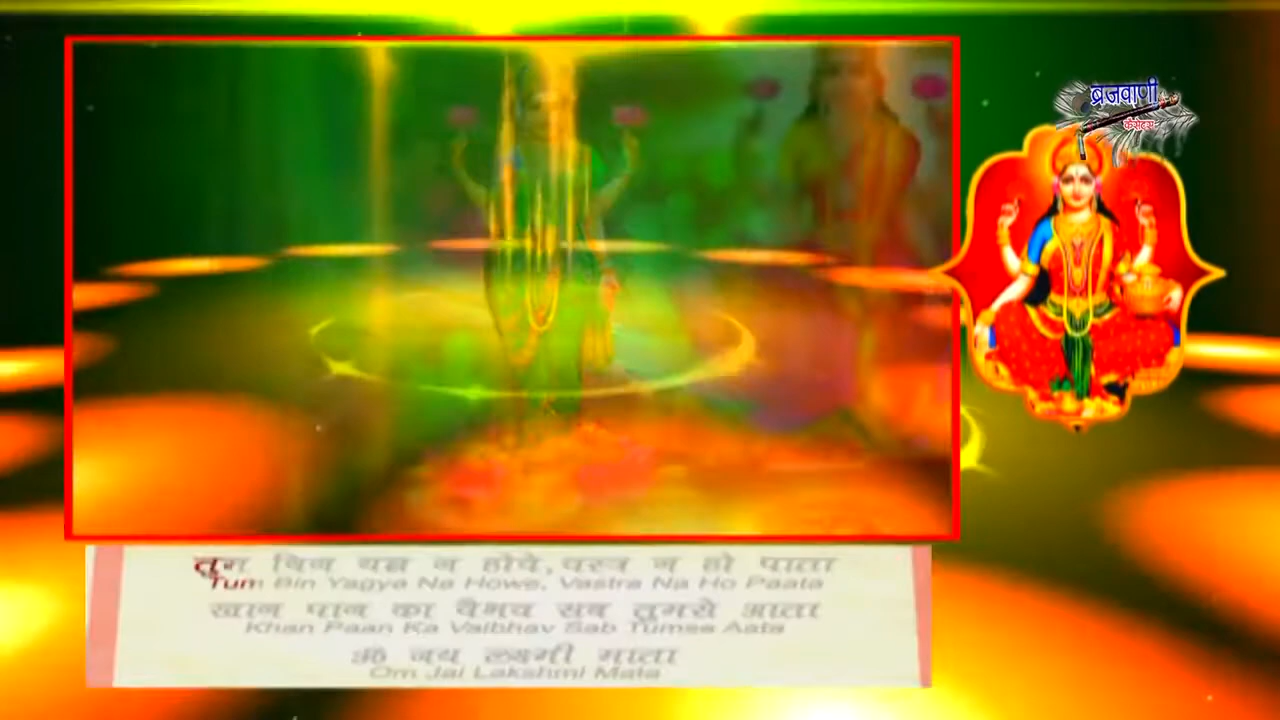 ब्रजवाणी
कैसेट्स
तुम बिन यज्ञ न होवे, वस्त्र न हो पाता
Tum Bin Yagya Na Howe, Vastra Na Ho Paata
खान पान का वैभव सब तुमसे आता
Khan Paan Ka Vaibhav Sab Tumse Aata
ॐ जय लक्ष्मी माता
Om Jai Lakshmi Mata